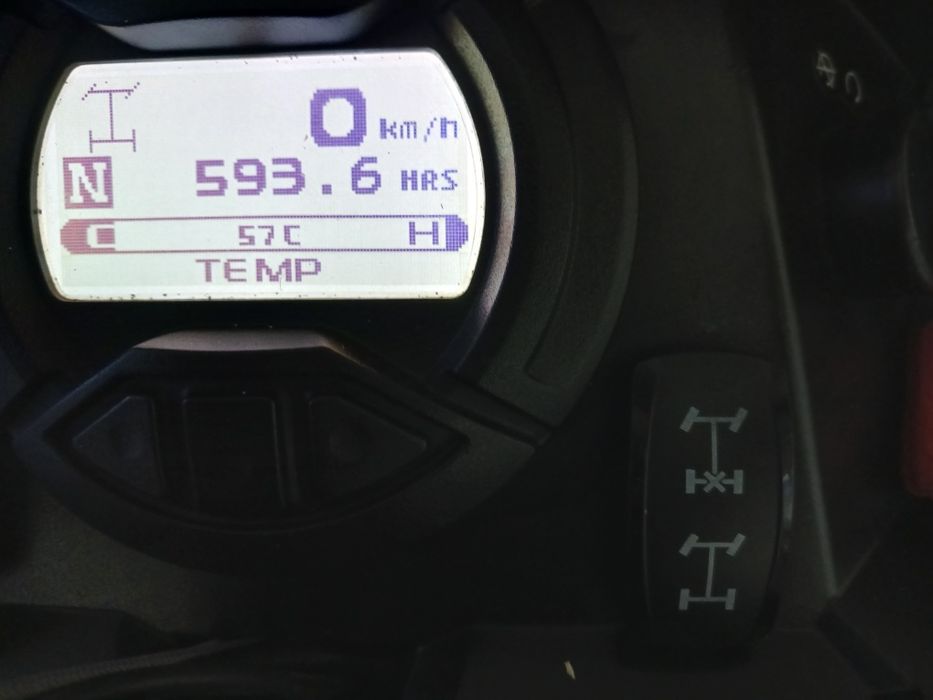 0 km/h
N 593.6 HRS
C 57C H
TEMP